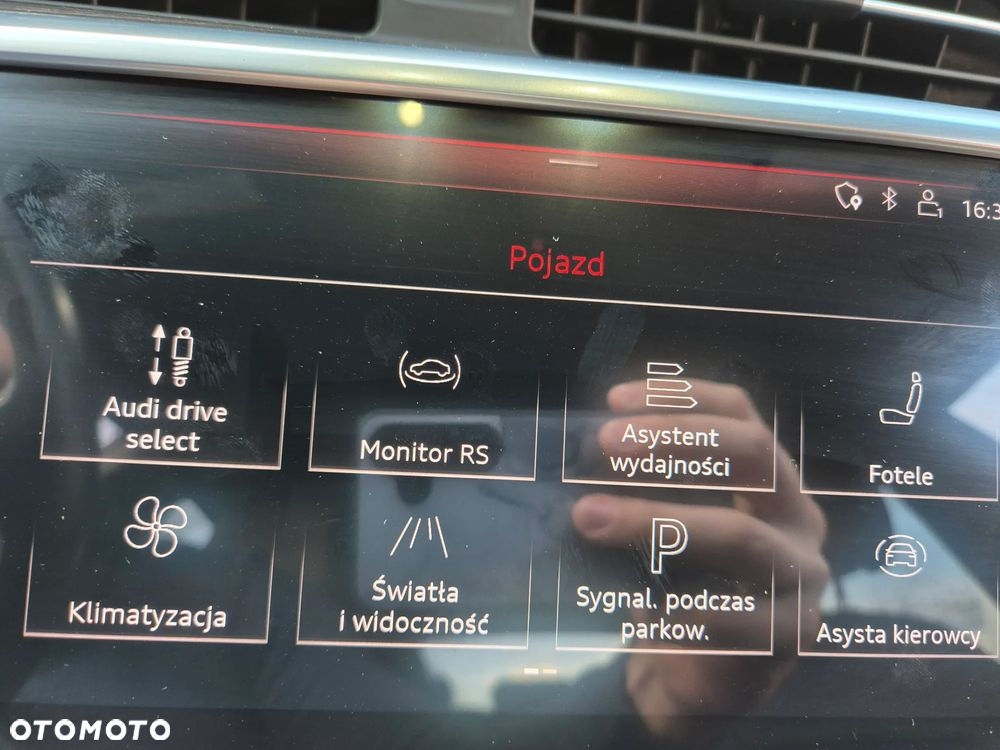 16:3
Pojazd
Audi drive
select
Monitor RS
Asystent
wydajności
Fotele
Klimatyzacja
Światła
i widoczność
P
Sygnal. podczas
parkow.
Asysta kierowcy
OTOMOTO